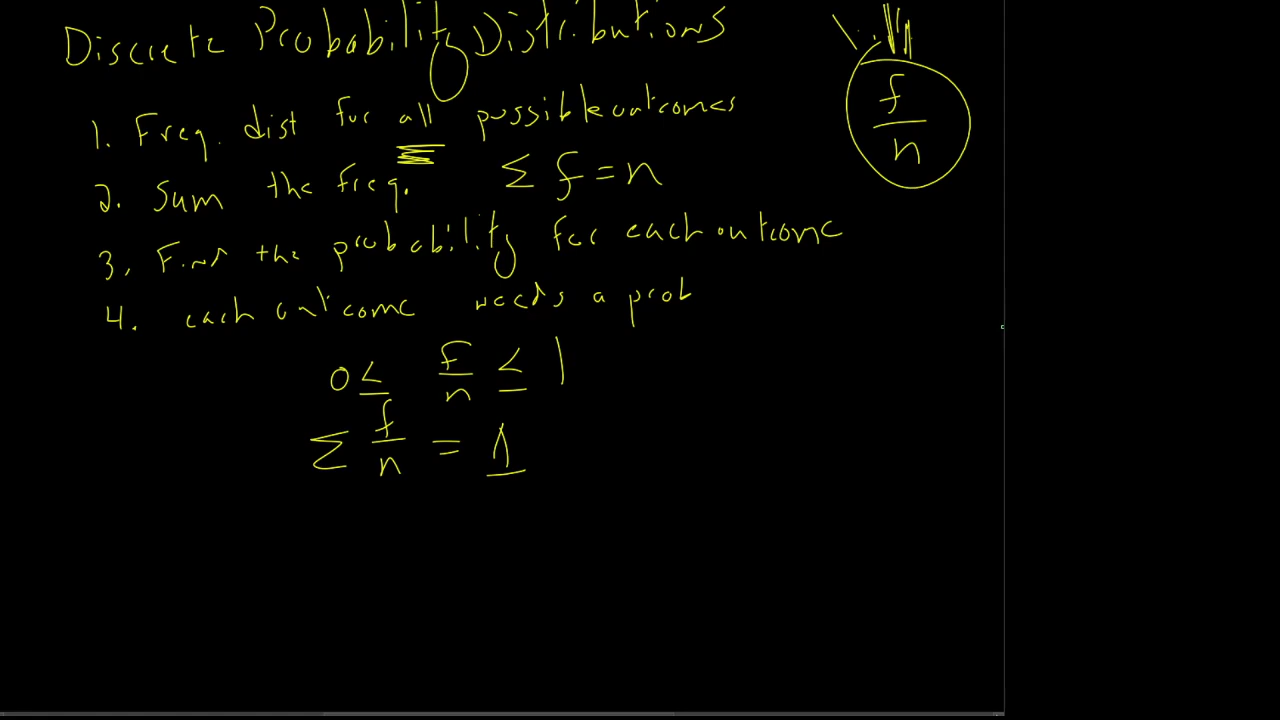 Discrete Probability Distributions
1. Freq. dist for all possible outcomes
2. Sum the freq. Σ f = n
3. Find the probability for each outcome
4. each outcome needs a prob
0 ≤ f/n ≤ 1
Σ f/n = 1
f/n